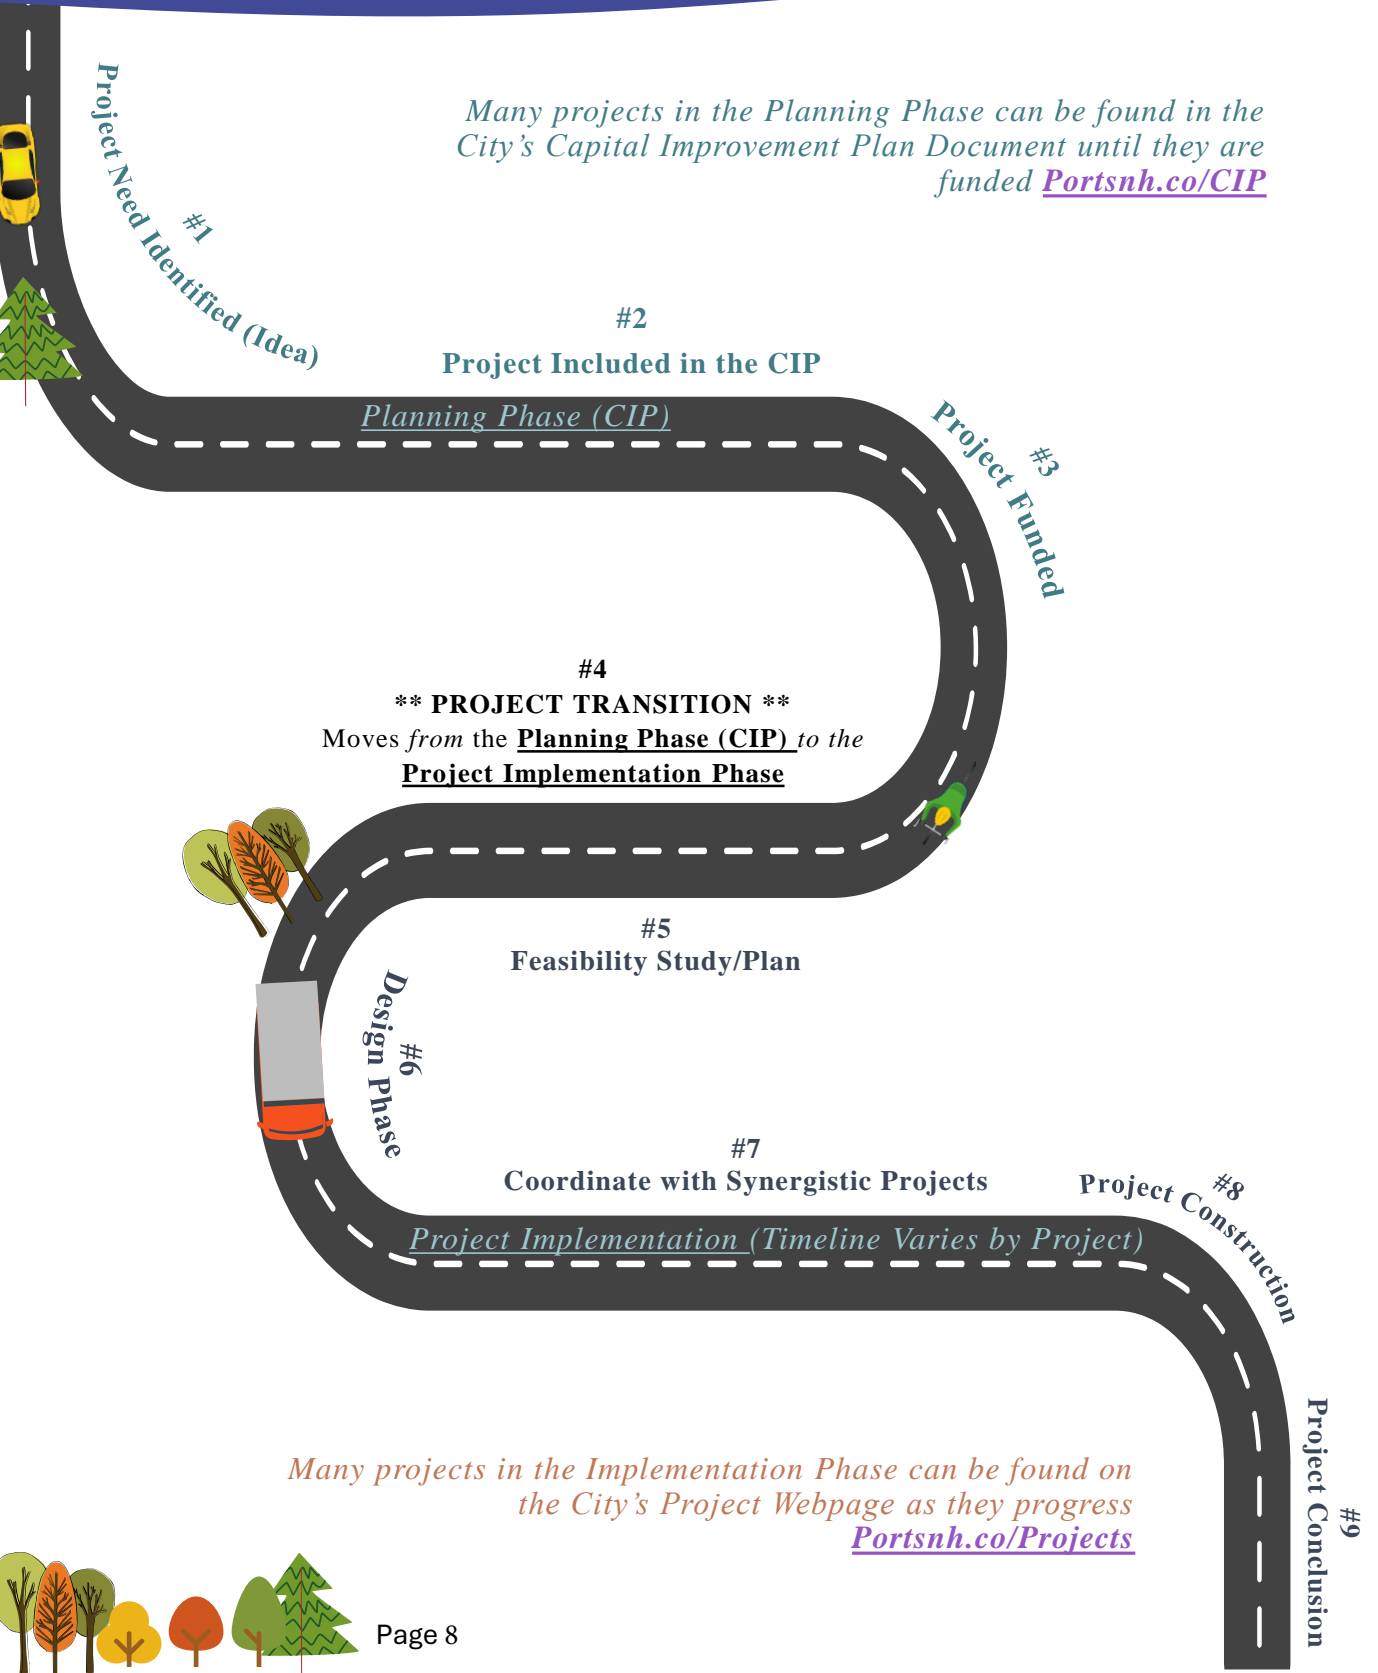 Many projects in the Planning Phase can be found in the
City’s Capital Improvement Plan Document until they are
funded Portsnh.co/CIP
#1
Project Need Identified (Idea)
#2
Project Included in the CIP
Planning Phase (CIP)
#3
Project Funded
#4
** PROJECT TRANSITION **
Moves from the Planning Phase (CIP) to the
Project Implementation Phase
#5
Feasibility Study/Plan
#6
Design Phase
#7
Coordinate with Synergistic Projects
#8
Project Construction
Project Implementation (Timeline Varies by Project)
#9
Project Conclusion
Many projects in the Implementation Phase can be found on
the City’s Project Webpage as they progress
Portsnh.co/Projects
Page 8